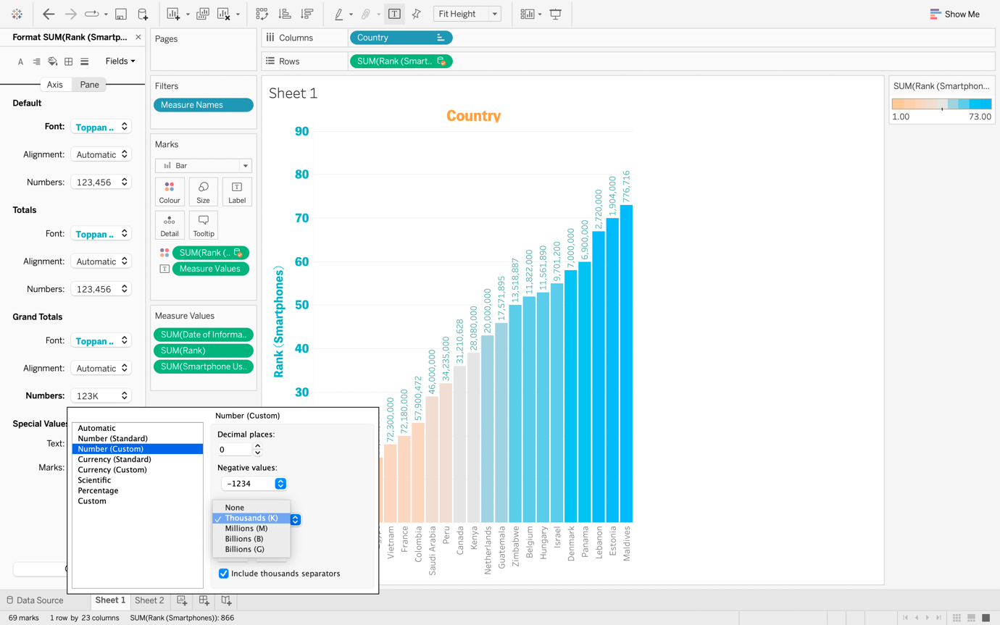 Fit Height
Show Me
Format SUM(Rank (Smartp...
Fields
Axis
Pane
Default
Font:
Toppan ..
Alignment:
Automatic
Numbers:
123,456
Totals
Font:
Toppan ..
Alignment:
Automatic
Numbers:
123,456
Grand Totals
Font:
Toppan ..
Alignment:
Automatic
Numbers:
123K
Special Values
Text:
Marks:
Pages
Filters
Measure Names
Marks
Bar
Colour
Size
Label
Detail
Tooltip
SUM(Rank (..
Measure Values
Measure Values
SUM(Date of Informa..
SUM(Rank)
SUM(Smartphone Us..
Columns
Country
Rows
SUM(Rank (Smart..
Sheet 1
Country
Rank (Smartphones)
90
80
70
60
50
40
30
72,300,000
72,180,000
57,900,472
46,000,000
34,235,000
31,210,628
28,080,000
20,000,000
17,571,895
13,518,887
11,822,000
11,561,890
9,701,200
7,000,000
6,900,000
2,720,000
1,904,000
776,716
Vietnam
France
Colombia
Saudi Arabia
Peru
Canada
Kenya
Netherlands
Guatemala
Zimbabwe
Belgium
Hungary
Israel
Denmark
Panama
Lebanon
Estonia
Maldives
SUM(Rank (Smartphon...
1.00
73.00
Automatic
Number (Standard)
Number (Custom)
Currency (Standard)
Currency (Custom)
Scientific
Percentage
Custom
Number (Custom)
Decimal places:
0
Negative values:
-1234
None
Thousands (K)
Millions (M)
Billions (B)
Billions (G)
Include thousands separators
Data Source
Sheet 1
Sheet 2
69 marks
1 row by 23 columns
SUM(Rank (Smartphones)): 866